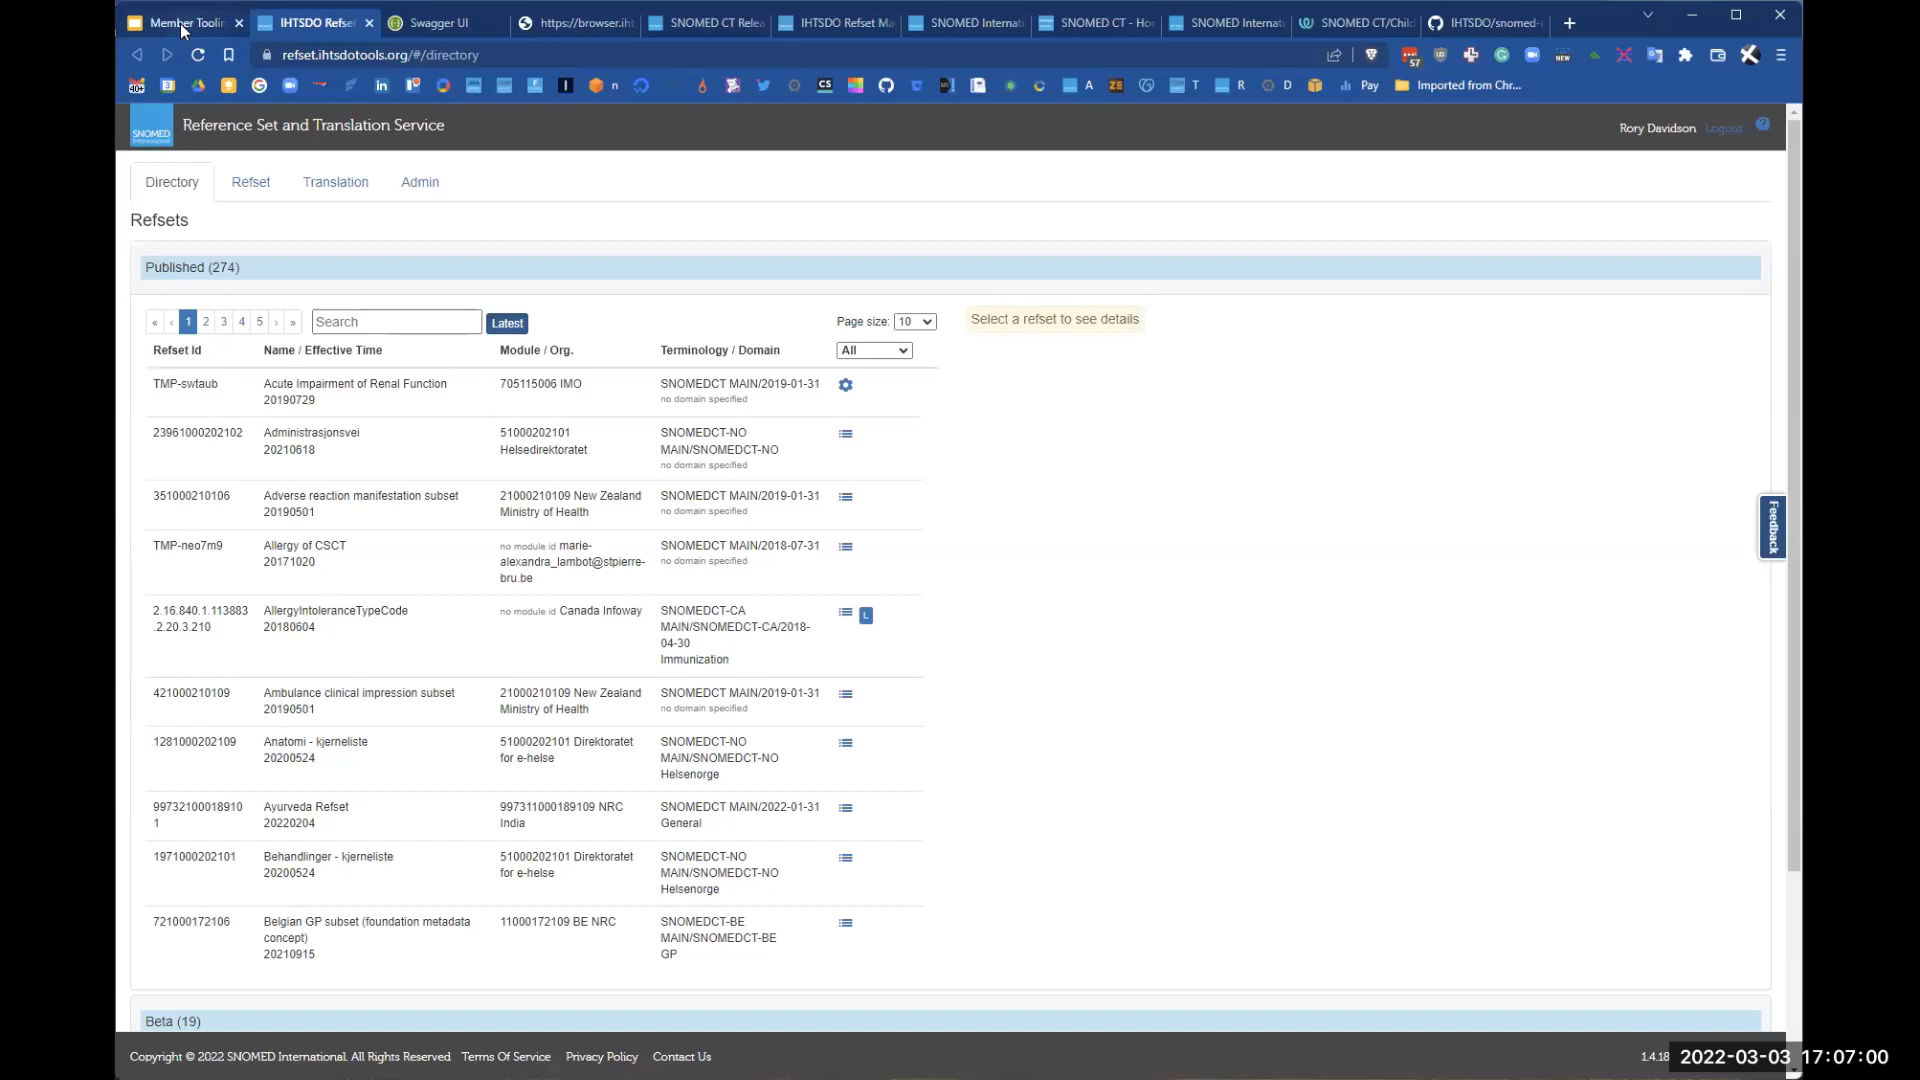 Member Toolin
IHTSDO Refset
Swagger UI
https://browser.iht
SNOMED CT Relea
IHTSDO Refset Ma
SNOMED Internat
SNOMED CT - Ho
SNOMED Internat
SNOMED CT/Child
IHTSDO/snomed-
refset.ihtsdotools.org/#/directory
57
NEW
40+
n
CS
A
T
R
D
Pay
Imported from Chr...
SNOMED
International
Reference Set and Translation Service
Rory Davidson
Logout
?
Directory
Refset
Translation
Admin
Refsets
Published (274)
« ‹ 1 2 3 4 5 › »
Search
Latest
Page size: 10
Select a refset to see details
Refset Id
Name / Effective Time
Module / Org.
Terminology / Domain
All
TMP-swtaub
Acute Impairment of Renal Function
20190729
705115006 IMO
SNOMEDCT MAIN/2019-01-31
no domain specified
23961000202102
Administrasjonsvei
20210618
51000202101
Helsedirektoratet
SNOMEDCT-NO
MAIN/SNOMEDCT-NO
no domain specified
351000210106
Adverse reaction manifestation subset
20190501
21000210109 New Zealand
Ministry of Health
SNOMEDCT MAIN/2019-01-31
no domain specified
TMP-neo7m9
Allergy of CSCT
20171020
no module id marie-
alexandra_lambot@stpierre-
bru.be
SNOMEDCT MAIN/2018-07-31
no domain specified
2.16.840.1.113883
.2.20.3.210
AllergyIntoleranceTypeCode
20180604
no module id Canada Infoway
SNOMEDCT-CA
MAIN/SNOMEDCT-CA/2018-
04-30
Immunization
L
421000210109
Ambulance clinical impression subset
20190501
21000210109 New Zealand
Ministry of Health
SNOMEDCT MAIN/2019-01-31
no domain specified
1281000202109
Anatomi - kjerneliste
20200524
51000202101 Direktoratet
for e-helse
SNOMEDCT-NO
MAIN/SNOMEDCT-NO
Helsenorge
99732100018910
1
Ayurveda Refset
20220204
997311000189109 NRC
India
SNOMEDCT MAIN/2022-01-31
General
1971000202101
Behandlinger - kjerneliste
20200524
51000202101 Direktoratet
for e-helse
SNOMEDCT-NO
MAIN/SNOMEDCT-NO
Helsenorge
721000172106
Belgian GP subset (foundation metadata
concept)
20210915
11000172109 BE NRC
SNOMEDCT-BE
MAIN/SNOMEDCT-BE
GP
Feedback
Beta (19)
Copyright © 2022 SNOMED International. All Rights Reserved
Terms Of Service
Privacy Policy
Contact Us
1.4.18
2022-03-03 17:07:00